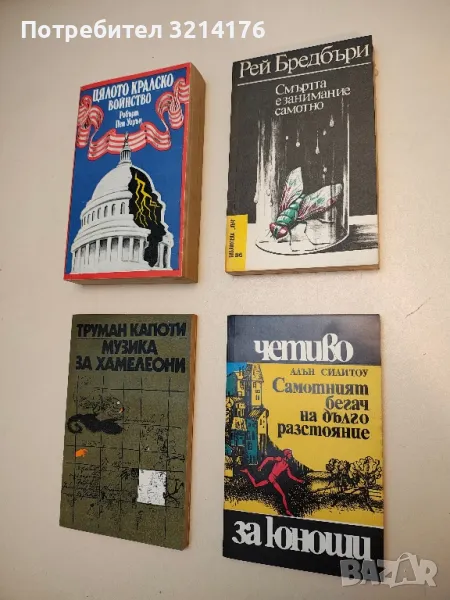 Потребител 3214176
ЦЯЛОТО КРАЛСКО
ВОЙНСТВО
Робърт
Пен Уорън
Рей Бредбъри
Смъртта
е занимание
самотно
ТРУМАН КАПОТИ
МУЗИКА
ЗА ХАМЕЛЕОНИ
четиво
АЛЪН СИЛИТОУ
Самотният
бегач
на дълго
разстояние
за юноши
BAZAR